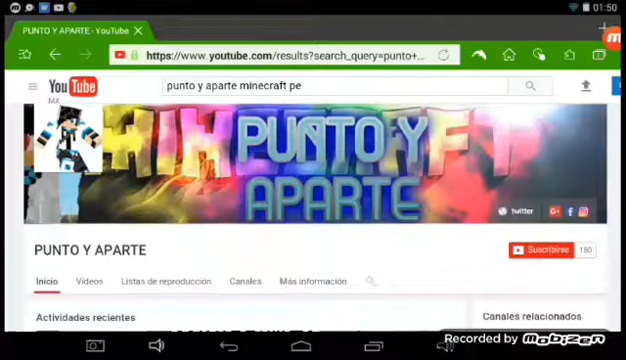 01:50
PUNTO Y APARTE - YouTube
https://www.youtube.com/results?search_query=punto+...
YouTube
MX
punto y aparte minecraft pe
PUNTO Y
APARTE
twitter
PUNTO Y APARTE
Suscribirse 150
Inicio Vídeos Listas de reproducción Canales Más información
Actividades recientes
Canales relacionados
Recorded by Mobizen